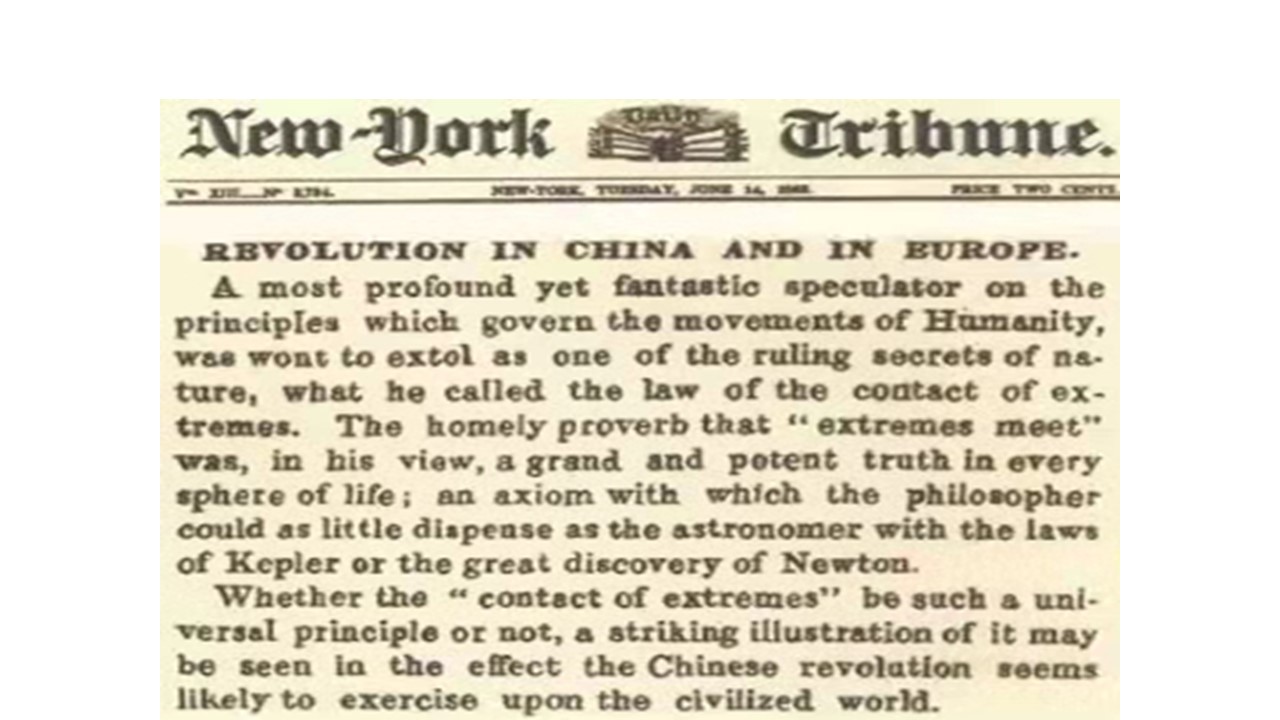 New-York Daily Tribune.
NEW-YORK, TUESDAY, JUNE 14, PRICE TWO CENTS.
REVOLUTION IN CHINA AND IN EUROPE.
A most profound yet fantastic speculator on the
principles which govern the movements of Humanity,
was wont to extol as one of the ruling secrets of na-
ture, what he called the law of the contact of ex-
tremes. The homely proverb that “extremes meet”
was, in his view, a grand and potent truth in every
sphere of life; an axiom with which the philosopher
could as little dispense as the astronomer with the laws
of Kepler or the great discovery of Newton.
Whether the “contact of extremes” be such a uni-
versal principle or not, a striking illustration of it may
be seen in the effect the Chinese revolution seems
likely to exercise upon the civilized world.